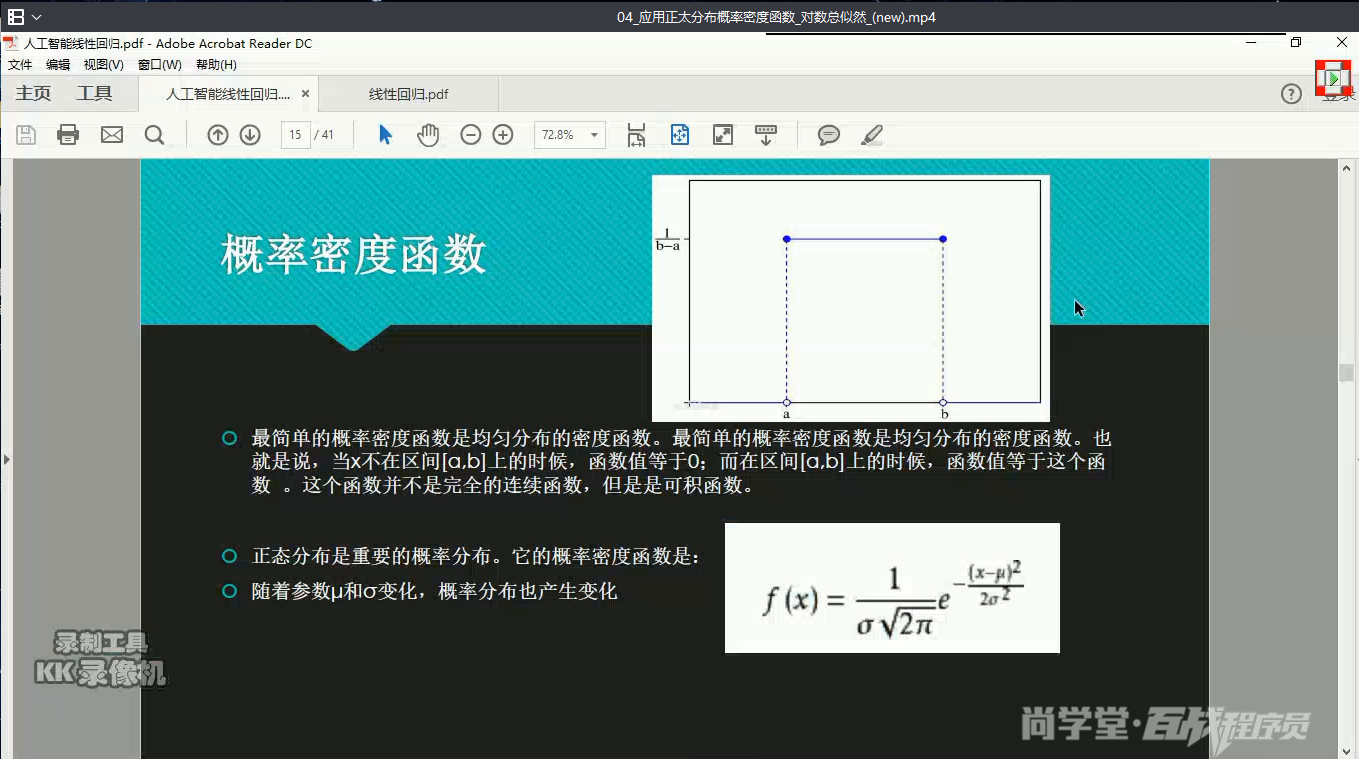 04_应用正太分布概率密度函数_对数总似然_(new).mp4
人工智能线性回归.pdf - Adobe Acrobat Reader DC
文件 编辑 视图(V) 窗口(W) 帮助(H)
主页 工具 人工智能线性回归.... × 线性回归.pdf 登录
15 / 41 72.8%
概率密度函数
1
b−a
a b
最简单的概率密度函数是均匀分布的密度函数。最简单的概率密度函数是均匀分布的密度函数。也
就是说，当x不在区间[a,b]上的时候，函数值等于0；而在区间[a,b]上的时候，函数值等于这个函
数 。这个函数并不是完全的连续函数，但是是可积函数。
正态分布是重要的概率分布。它的概率密度函数是：
随着参数μ和σ变化，概率分布也产生变化
f (x) = 1/(σ√2π) e^(−(x−μ)²/(2σ²))
录制工具
KK录像机
尚学堂·百战程序员